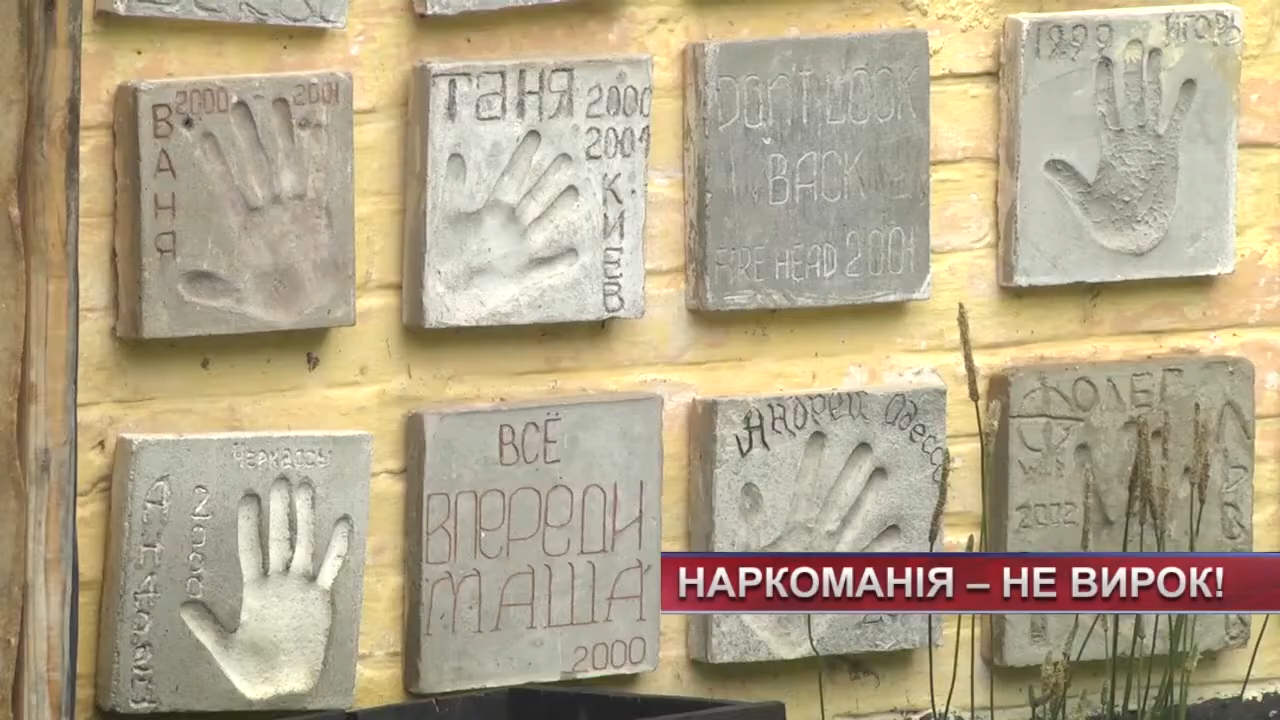 2000 2001
ВАНЯ
ТАНЯ 2000
2001
КИЕВ
DON'T LOOK
BACK
FIRE HEAD 2001
1999 ИГОРЬ
ЧЕРКАССЫ
2000
ВСЁ
ВПЕРЕДИ
МАША
2000
Андрей Одесса
2002
НАРКОМАНІЯ – НЕ ВИРОК!